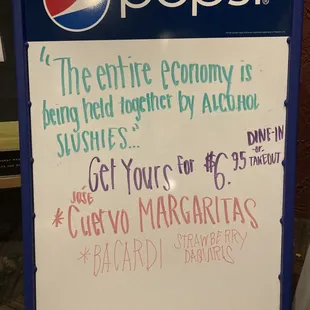 pepsi®
"The entire economy is
being held together by ALCOHOL
SLUSHIES..."
Get Yours for $6.95
DINE-IN
-or-
TAKEOUT
JOSE
*Cuervo MARGARITAS
*BACARDI STRAWBERRY
DAQUIRIS